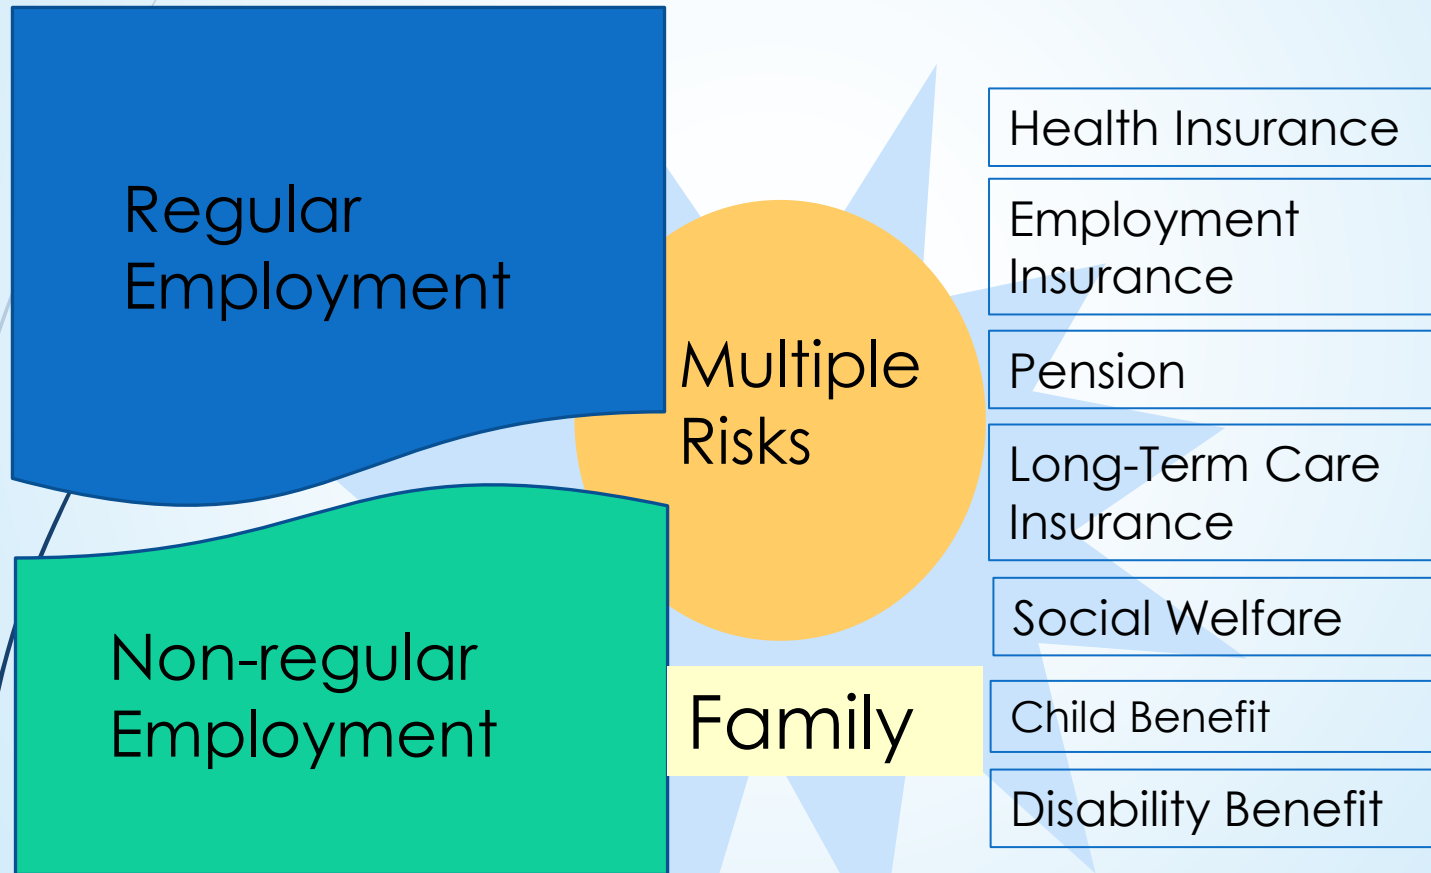 Regular
Employment
Non-regular
Employment
Multiple
Risks
Family
Health Insurance
Employment
Insurance
Pension
Long-Term Care
Insurance
Social Welfare
Child Benefit
Disability Benefit